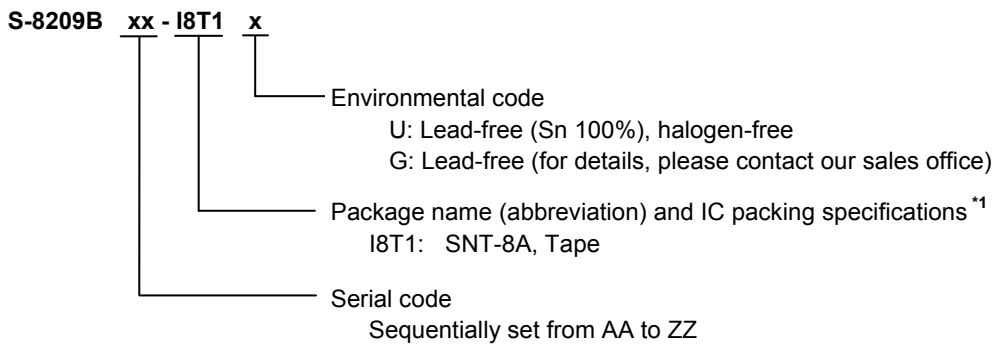 S-8209B xx - I8T1 x
Environmental code
U: Lead-free (Sn 100%), halogen-free
G: Lead-free (for details, please contact our sales office)
Package name (abbreviation) and IC packing specifications *1
I8T1: SNT-8A, Tape
Serial code
Sequentially set from AA to ZZ